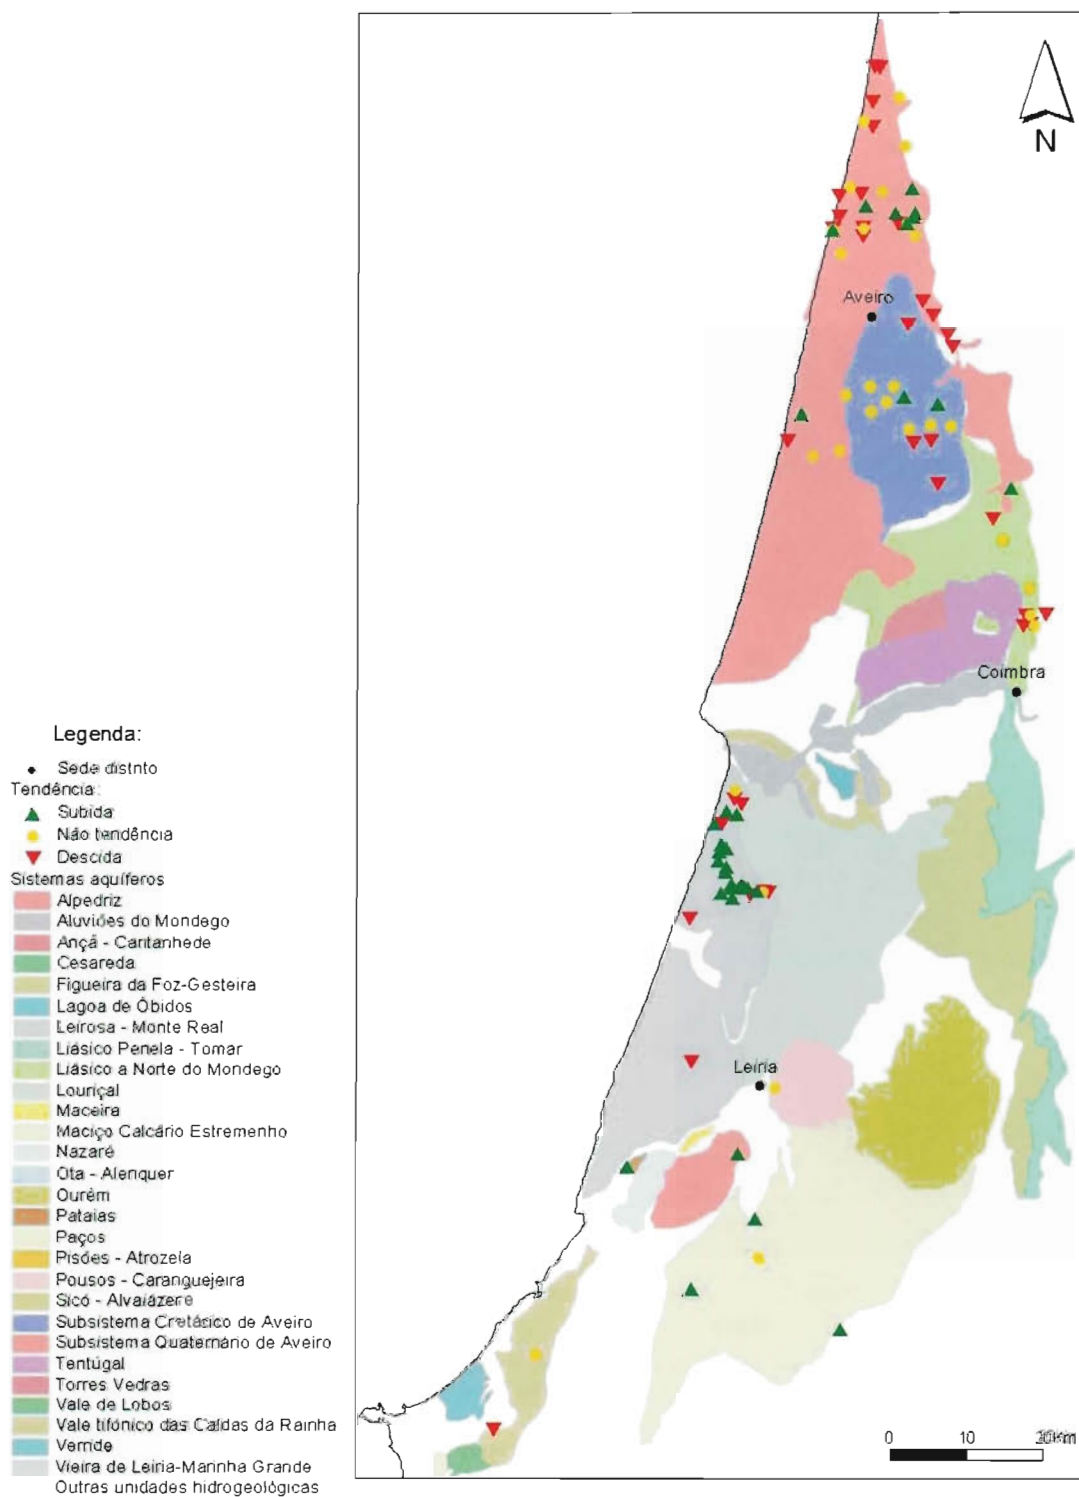 N
Aveiro
Coimbra
Leiria
0 10 20 km
Legenda:
Sede distrito
Tendência:
Subida
Não tendência
Descida
Sistemas aquíferos
Alpedriz
Aluviões do Mondego
Ançã - Cantanhede
Cesareda
Figueira da Foz-Gesteira
Lagoa de Óbidos
Leirosa - Monte Real
Liásico Penela - Tomar
Liásico a Norte do Mondego
Louriçal
Maceira
Maciço Calcário Estremenho
Nazaré
Ota - Alenquer
Ourém
Pataias
Paços
Pisões - Atrozela
Pousos - Caranguejeira
Sicó - Alvaiázere
Subsistema Cretácico de Aveiro
Subsistema Quaternário de Aveiro
Tentúgal
Torres Vedras
Vale de Lobos
Vale tifónico das Caldas da Rainha
Verride
Vieira de Leiria-Marinha Grande
Outras unidades hidrogeológicas